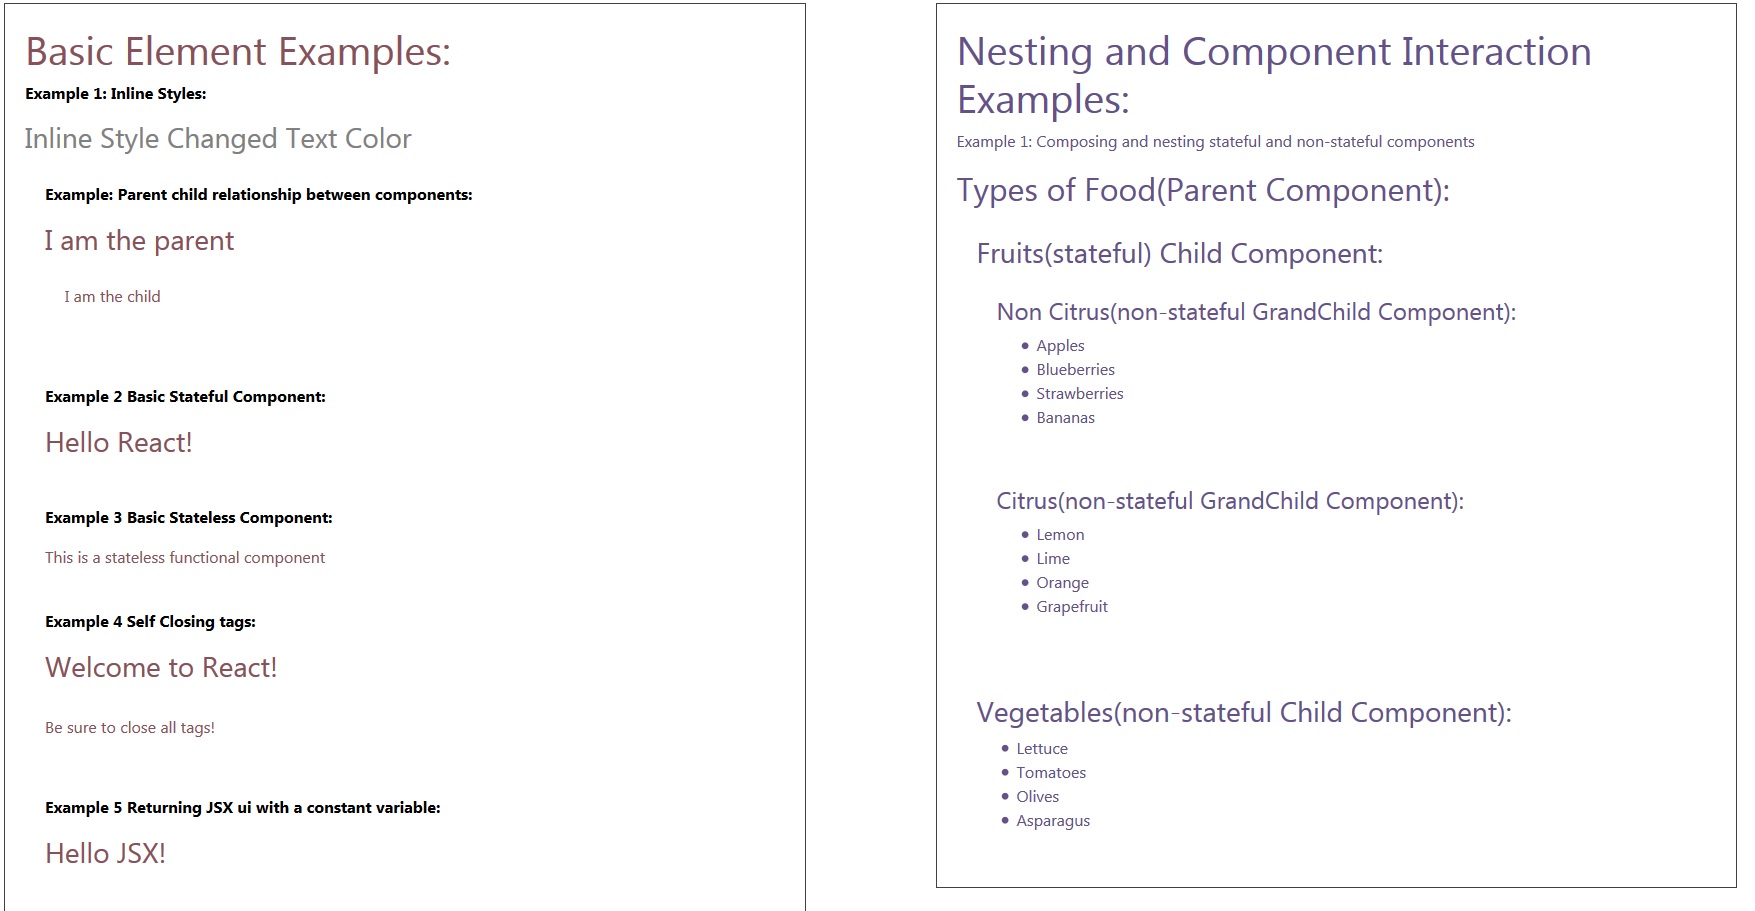 Basic Element Examples:
Example 1: Inline Styles:
Inline Style Changed Text Color
Example: Parent child relationship between components:
I am the parent
I am the child
Example 2 Basic Stateful Component:
Hello React!
Example 3 Basic Stateless Component:
This is a stateless functional component
Example 4 Self Closing tags:
Welcome to React!
Be sure to close all tags!
Example 5 Returning JSX ui with a constant variable:
Hello JSX!
Nesting and Component Interaction
Examples:
Example 1: Composing and nesting stateful and non-stateful components
Types of Food(Parent Component):
Fruits(stateful) Child Component:
Non Citrus(non-stateful GrandChild Component):
Apples
Blueberries
Strawberries
Bananas
Citrus(non-stateful GrandChild Component):
Lemon
Lime
Orange
Grapefruit
Vegetables(non-stateful Child Component):
Lettuce
Tomatoes
Olives
Asparagus